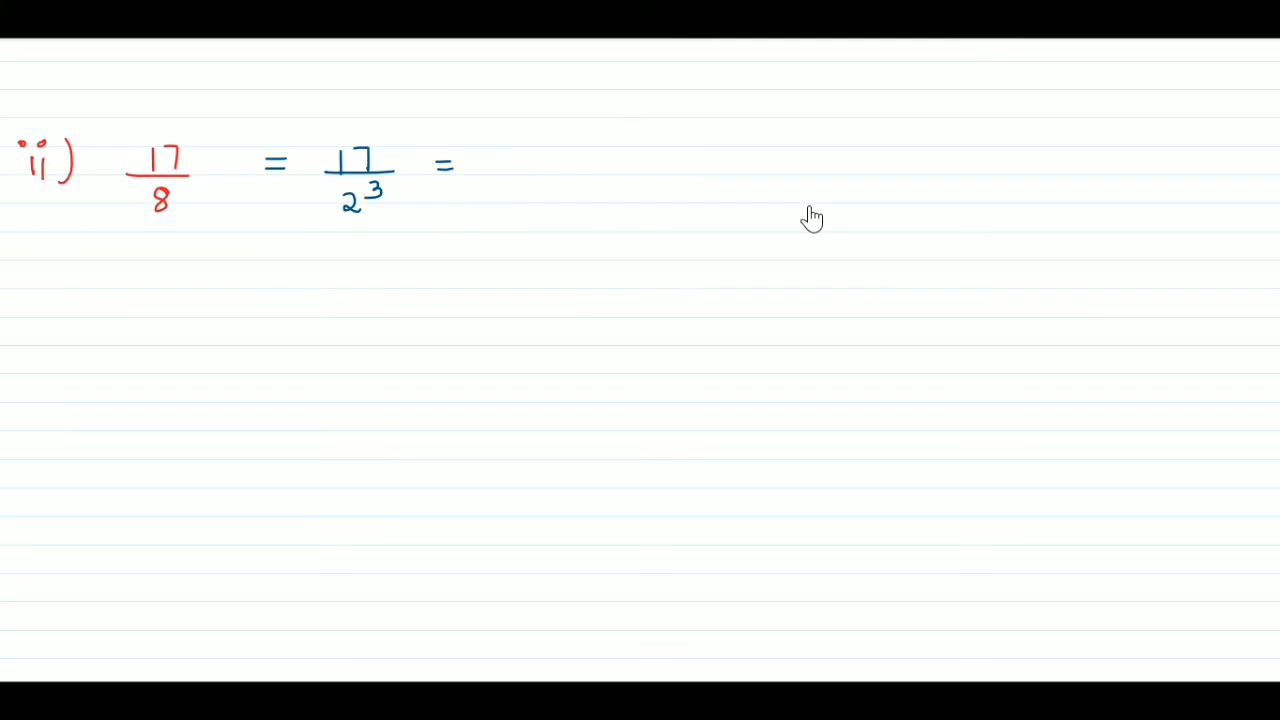 ii) 17/8 = 17/2³ =